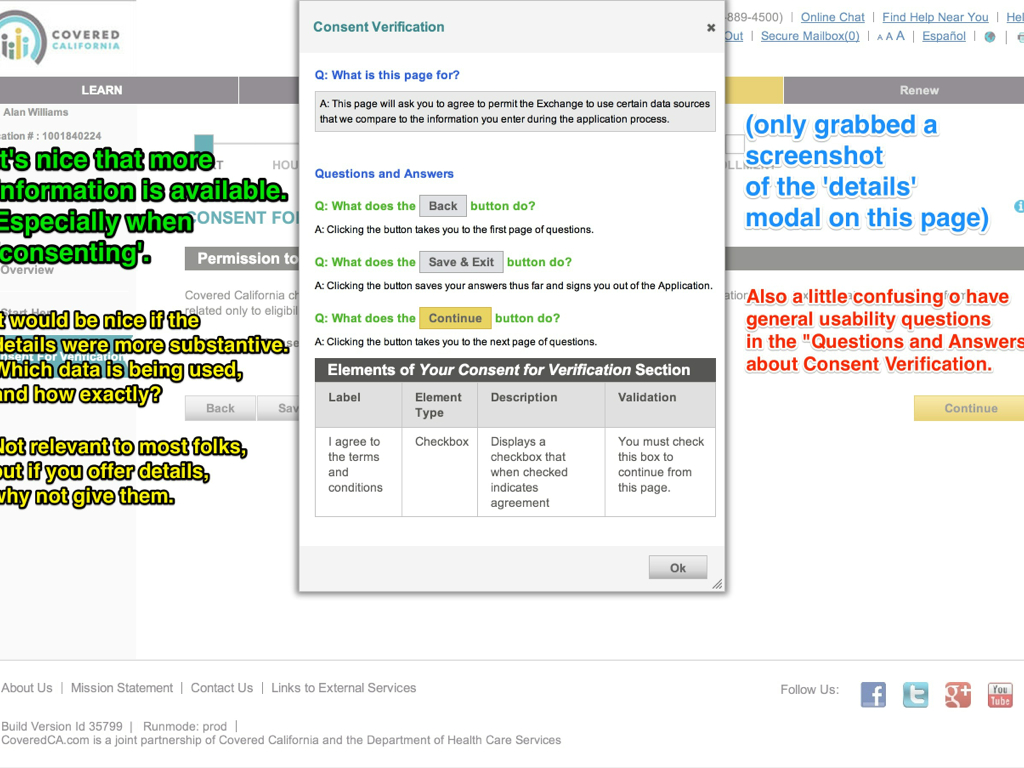 COVERED
CALIFORNIA
-889-4500) | Online Chat | Find Help Near You | Hel
Out | Secure Mailbox(0) | A A A | Español |
LEARN
Renew
Alan Williams
cation # : 1001840224
Consent Verification
Q: What is this page for?
A: This page will ask you to agree to permit the Exchange to use certain data sources
that we compare to the information you enter during the application process.
Questions and Answers
Q: What does the Back button do?
A: Clicking the button takes you to the first page of questions.
Q: What does the Save & Exit button do?
A: Clicking the button saves your answers thus far and signs you out of the Application.
Q: What does the Continue button do?
A: Clicking the button takes you to the next page of questions.
Elements of Your Consent for Verification Section
Label
Element
Type
Description
Validation
I agree to
the terms
and
conditions
Checkbox
Displays a
checkbox that
when checked
indicates
agreement
You must check
this box to
continue from
this page.
Ok
It's nice that more
information is available.
Especially when
'consenting'.
HOU
CONSENT FO
Overview
Permission to
Covered California ch
related only to eligibil
Start He
Consent For Verification
It would be nice if the
details were more substantive.
Which data is being used,
and how exactly?
Back
Sav
Not relevant to most folks,
but if you offer details,
why not give them.
(only grabbed a
screenshot
of the 'details'
modal on this page)
Also a little confusing o have
general usability questions
in the "Questions and Answers
about Consent Verification.
Continue
About Us | Mission Statement | Contact Us | Links to External Services
Follow Us:
You
Tube
Build Version Id 35799 | Runmode: prod |
CoveredCA.com is a joint partnership of Covered California and the Department of Health Care Services